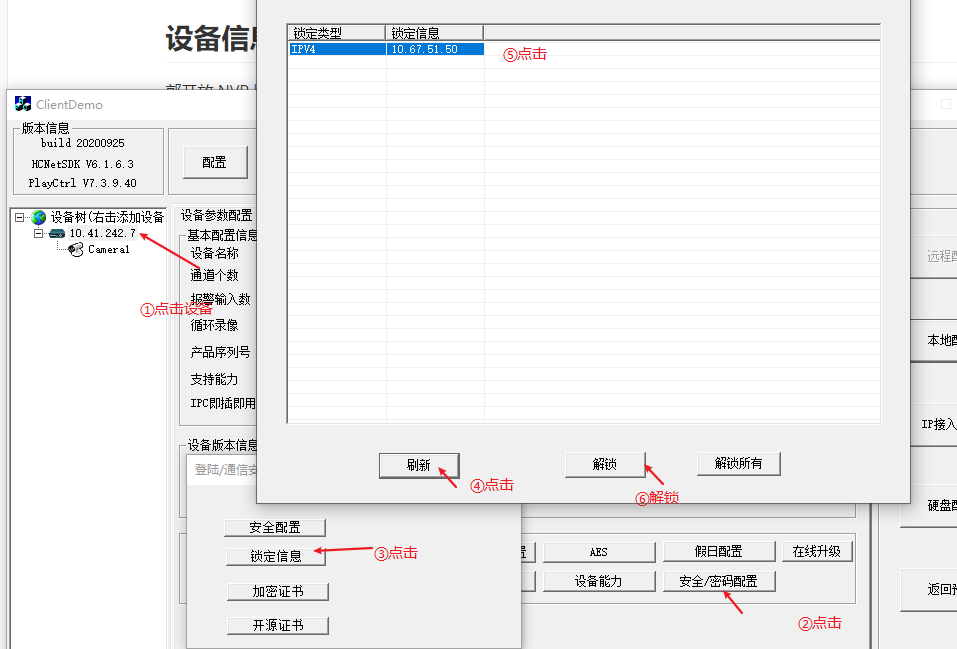 设备信息
锁定类型 锁定信息
IPV4 10.67.51.50
⑤点击
ClientDemo
版本信息
build 20200925
HCNetSDK V6.1.6.3
PlayCtrl V7.3.9.40
配置
设备树(右击添加设备
10.41.242.7
Camera1
①点击设备
设备参数配置
基本配置信息
设备名称
通道个数
报警输入数
循环录像
产品序列号
支持能力
IPC即插即用
远程配
本地配
IP接入
硬盘配
返回预
刷新
④点击
解锁
⑥解锁
解锁所有
设备版本信息
登陆/通信安
安全配置
锁定信息
③点击
加密证书
开源证书
置
AES
假日配置
在线升级
设备能力
安全/密码配置
②点击